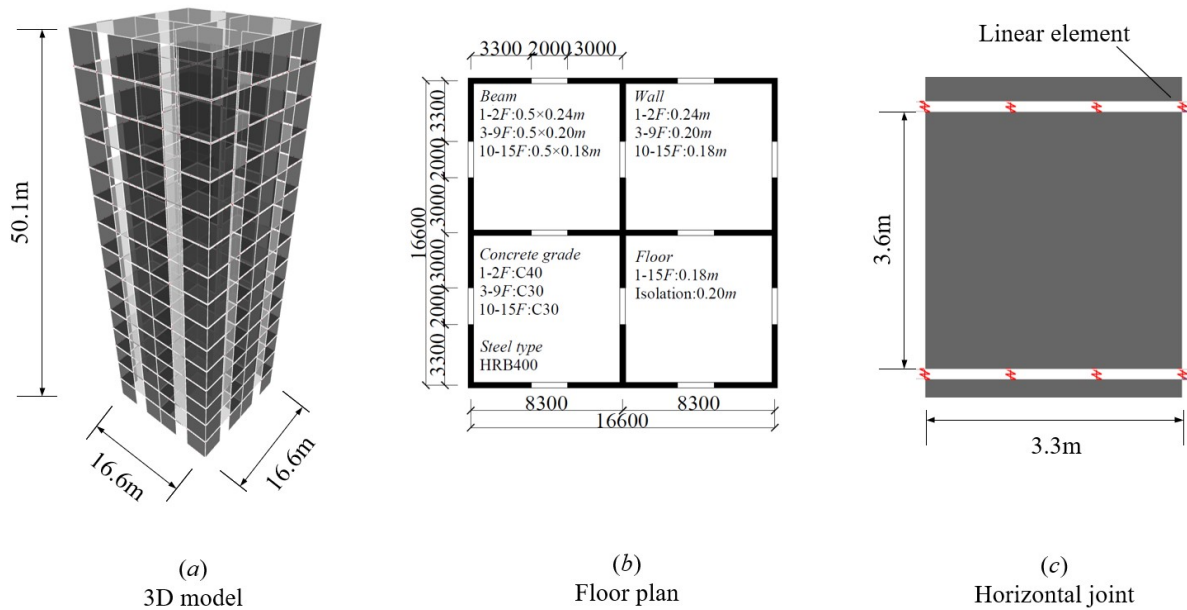 50.1m
16.6m
16.6m
(a)
3D model
3300 2000 3000
16600
3300
2000
3000
3000
2000
3300
Beam
1-2F:0.5×0.24m
3-9F:0.5×0.20m
10-15F:0.5×0.18m
Wall
1-2F:0.24m
3-9F:0.20m
10-15F:0.18m
Concrete grade
1-2F:C40
3-9F:C30
10-15F:C30
Steel type
HRB400
Floor
1-15F:0.18m
Isolation:0.20m
8300 8300
16600
(b)
Floor plan
Linear element
3.6m
3.3m
(c)
Horizontal joint